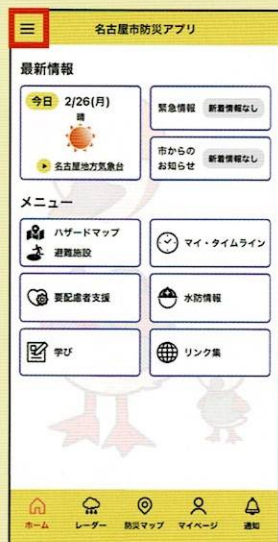 名古屋市防災アプリ
最新情報
今日 2/26(月)
晴
名古屋地方気象台
緊急情報 新着情報なし
市からの
お知らせ 新着情報なし
メニュー
ハザードマップ
避難施設
マイ・タイムライン
要配慮者支援
水防情報
学び
リンク集
ホーム レーダー 防災マップ マイページ 通知